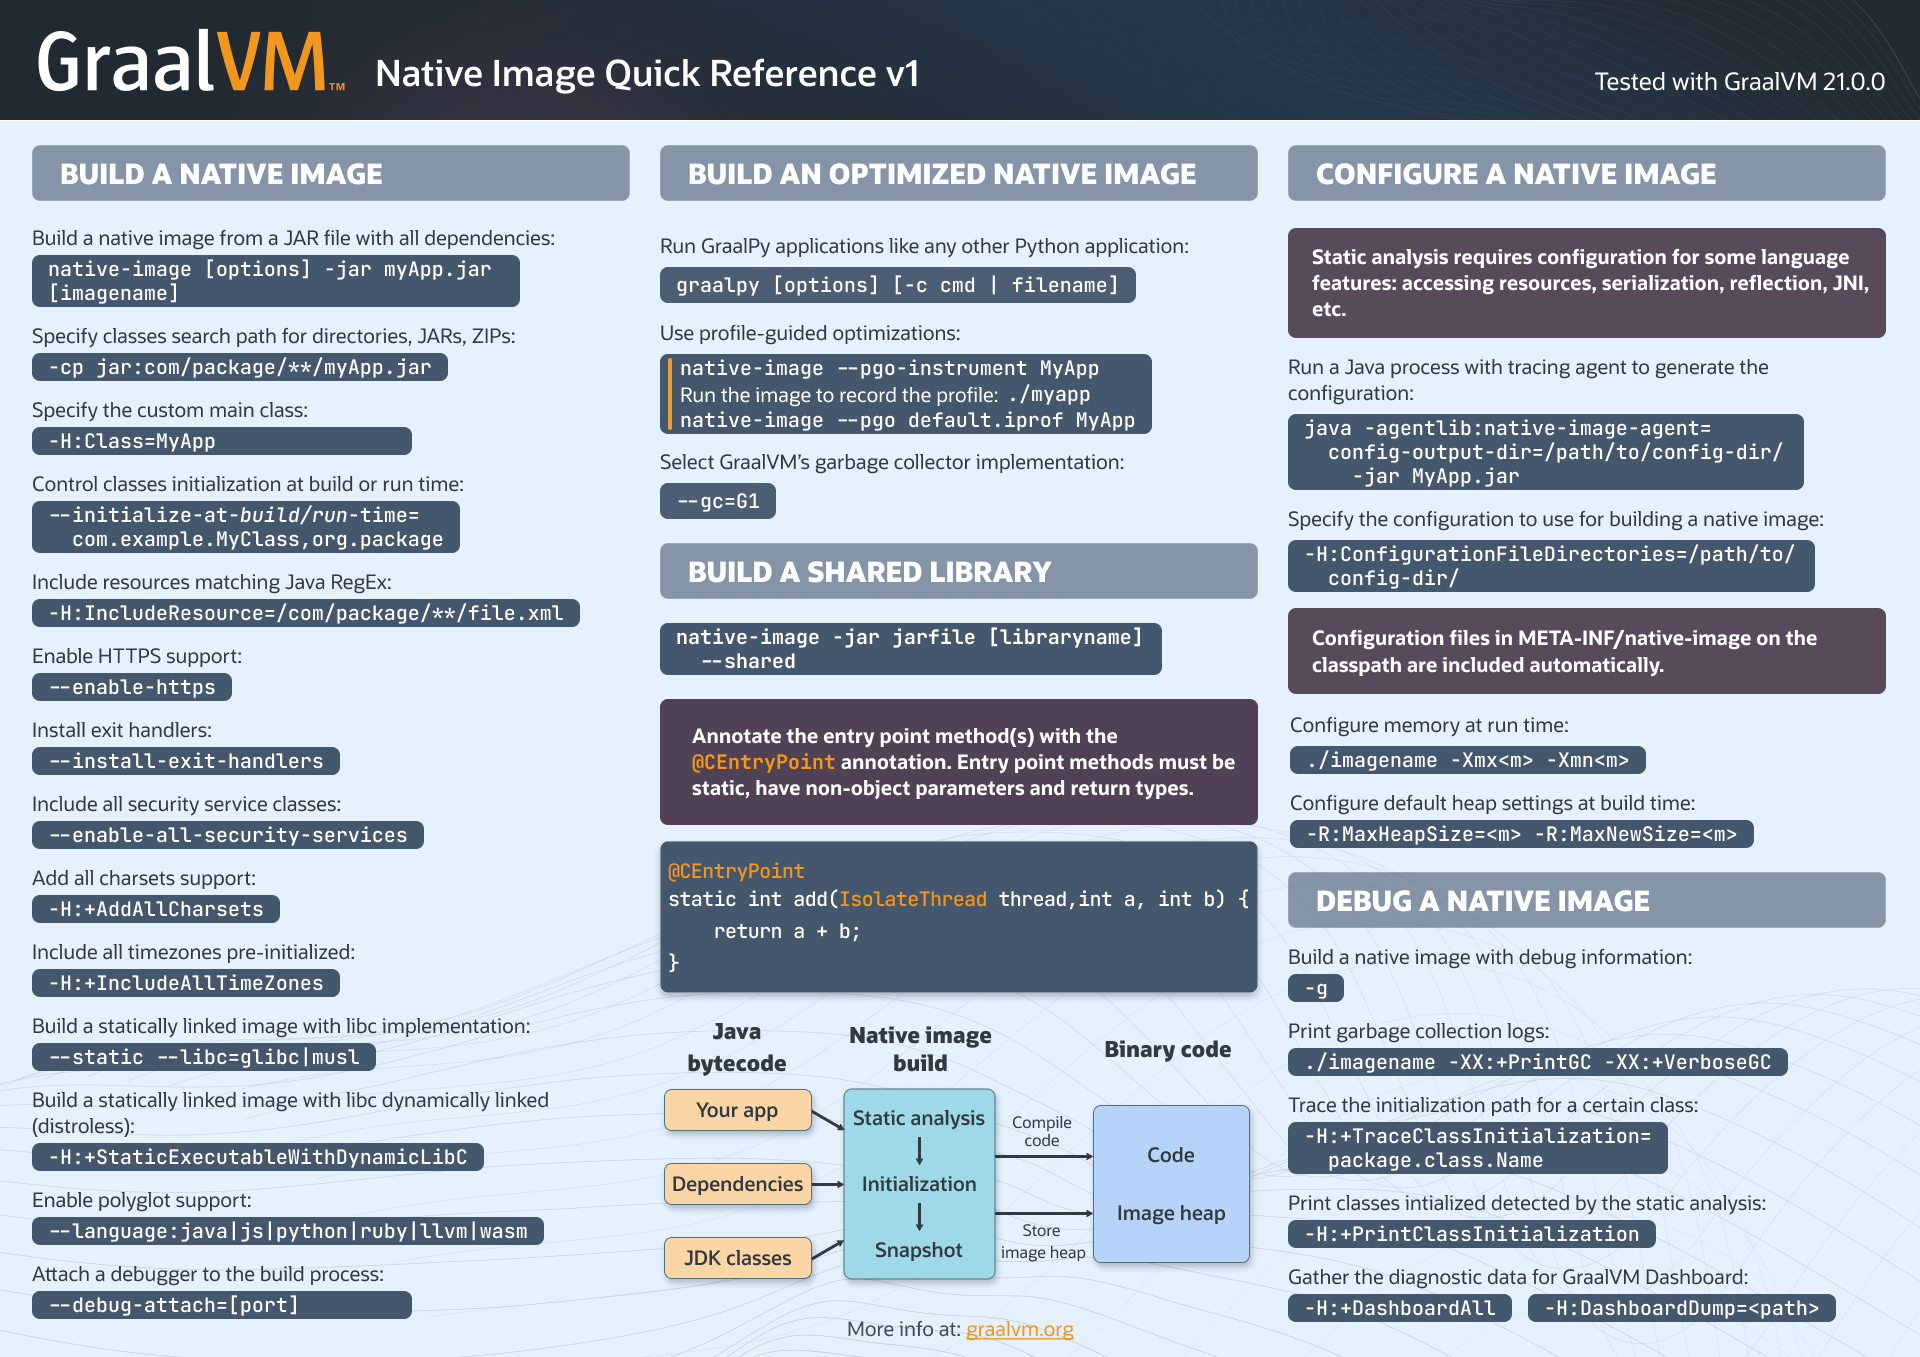 GraalVM™ Native Image Quick Reference v1
Tested with GraalVM 21.0.0
BUILD A NATIVE IMAGE
Build a native image from a JAR file with all dependencies:
native-image [options] -jar myApp.jar
[imagename]
Specify classes search path for directories, JARs, ZIPs:
-cp jar:com/package/**/myApp.jar
Specify the custom main class:
-H:Class=MyApp
Control classes initialization at build or run time:
--initialize-at-build/run-time=
com.example.MyClass,org.package
Include resources matching Java RegEx:
-H:IncludeResource=/com/package/**/file.xml
Enable HTTPS support:
--enable-https
Install exit handlers:
--install-exit-handlers
Include all security service classes:
--enable-all-security-services
Add all charsets support:
-H:+AddAllCharsets
Include all timezones pre-initialized:
-H:+IncludeAllTimeZones
Build a statically linked image with libc implementation:
--static --libc=glibc|musl
Build a statically linked image with libc dynamically linked
(distroless):
-H:+StaticExecutableWithDynamicLibC
Enable polyglot support:
--language:java|js|python|ruby|llvm|wasm
Attach a debugger to the build process:
--debug-attach=[port]
BUILD AN OPTIMIZED NATIVE IMAGE
Run GraalPy applications like any other Python application:
graalpy [options] [-c cmd | filename]
Use profile-guided optimizations:
native-image --pgo-instrument MyApp
Run the image to record the profile: ./myapp
native-image --pgo default.iprof MyApp
Select GraalVM's garbage collector implementation:
--gc=G1
BUILD A SHARED LIBRARY
native-image -jar jarfile [libraryname]
--shared
Annotate the entry point method(s) with the
@CEntryPoint annotation. Entry point methods must be
static, have non-object parameters and return types.
@CEntryPoint
static int add(IsolateThread thread,int a, int b) {
return a + b;
}
Java
bytecode
Native image
build
Binary code
Your app
Dependencies
JDK classes
Static analysis
Initialization
Snapshot
Compile
code
Store
image heap
Code
Image heap
More info at: graalvm.org
CONFIGURE A NATIVE IMAGE
Static analysis requires configuration for some language
features: accessing resources, serialization, reflection, JNI,
etc.
Run a Java process with tracing agent to generate the
configuration:
java -agentlib:native-image-agent=
config-output-dir=/path/to/config-dir/
-jar MyApp.jar
Specify the configuration to use for building a native image:
-H:ConfigurationFileDirectories=/path/to/
config-dir/
Configuration files in META-INF/native-image on the
classpath are included automatically.
Configure memory at run time:
./imagename -Xmx<m> -Xmn<m>
Configure default heap settings at build time:
-R:MaxHeapSize=<m> -R:MaxNewSize=<m>
DEBUG A NATIVE IMAGE
Build a native image with debug information:
-g
Print garbage collection logs:
./imagename -XX:+PrintGC -XX:+VerboseGC
Trace the initialization path for a certain class:
-H:+TraceClassInitialization=
package.class.Name
Print classes intialized detected by the static analysis:
-H:+PrintClassInitialization
Gather the diagnostic data for GraalVM Dashboard:
-H:+DashboardAll -H:DashboardDump=<path>